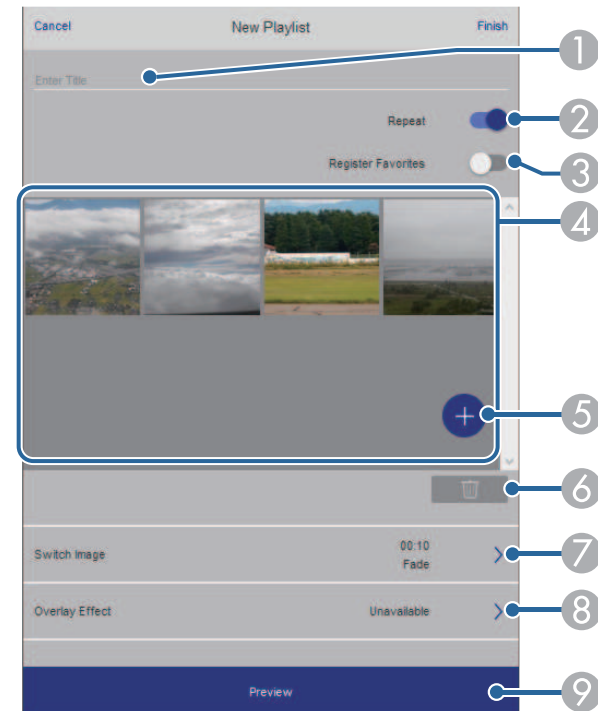 Cancel New Playlist Finish
Enter Title
1
Repeat
2
Register Favorites
3
4
+
5
6
Switch Image
00:10
Fade
7
Overlay Effect Unavailable
8
Preview
9